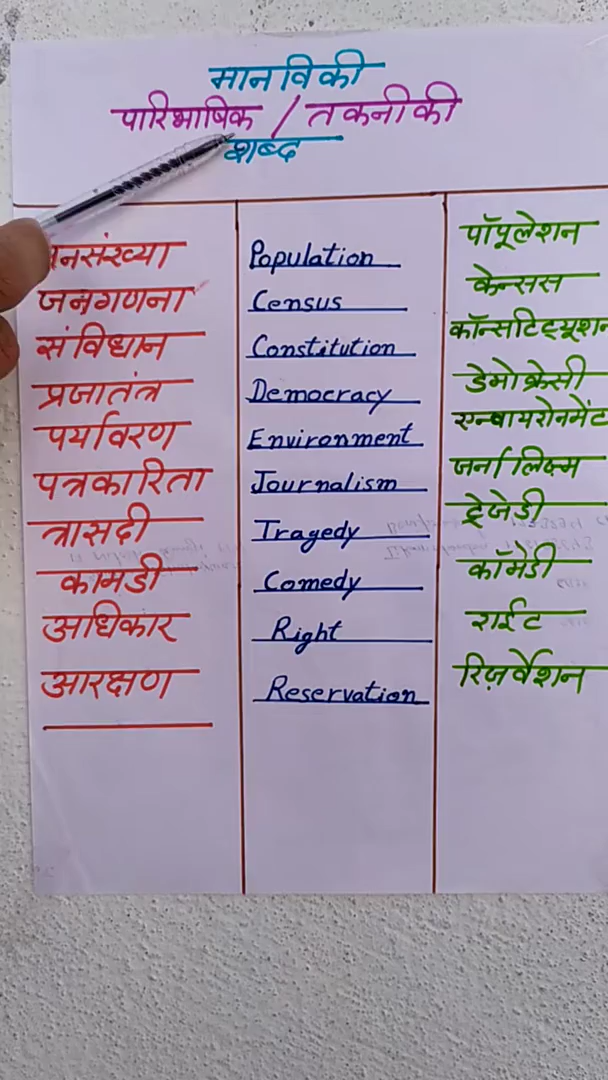 मानविकी
पारिभाषिक / तकनीकी
शब्द
जनसंख्या Population पॉपूलेशन
जनगणना Census केन्सस
संविधान Constitution कॉन्सटिट्यूशन
प्रजातंत्र Democracy डेमोक्रेसी
पर्यावरण Environment एन्वायरोनमेंट
पत्रकारिता Journalism जर्नालिज्म
त्रासदी Tragedy ट्रेजेडी
कामडी Comedy कॉमेडी
अधिकार Right राईट
आरक्षण Reservation रिज़र्वेशन